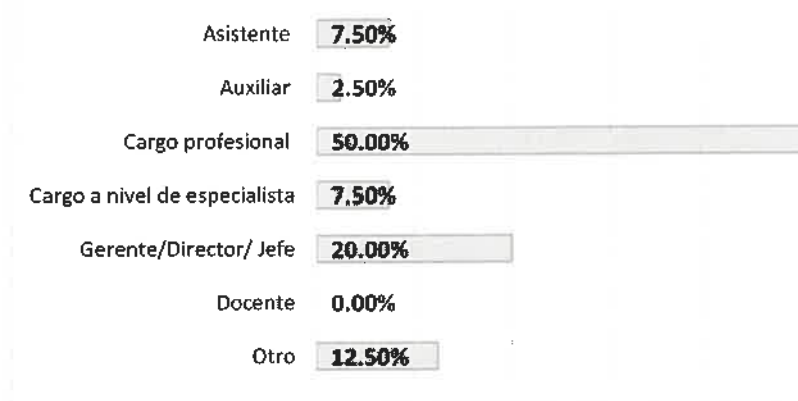 Asistente 7.50%
Auxiliar 2.50%
Cargo profesional 50.00%
Cargo a nivel de especialista 7.50%
Gerente/Director/ Jefe 20.00%
Docente 0.00%
Otro 12.50%